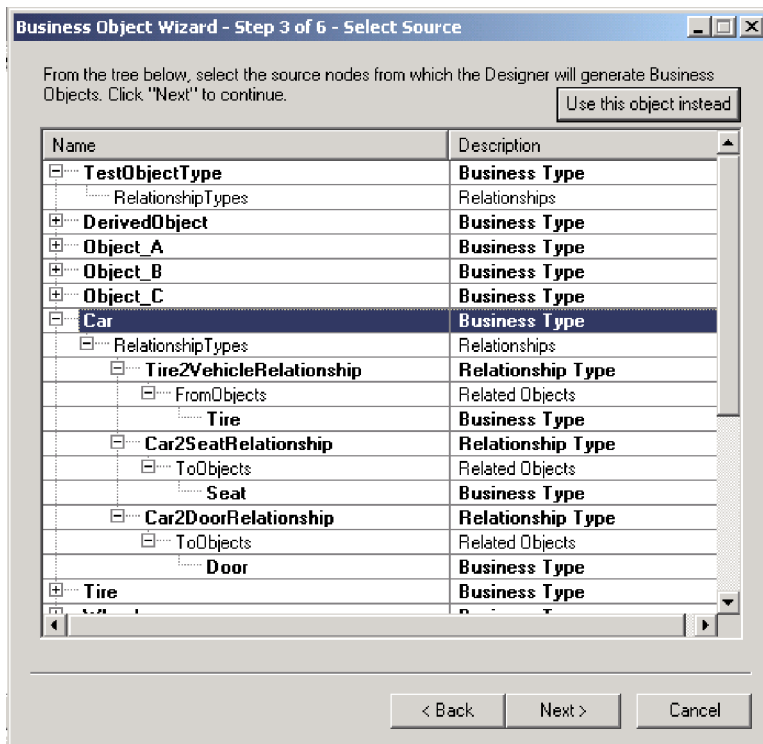 Business Object Wizard - Step 3 of 6 - Select Source
From the tree below, select the source nodes from which the Designer will generate Business
Objects. Click "Next" to continue.
Use this object instead
Name Description
TestObjectType Business Type
RelationshipTypes Relationships
DerivedObject Business Type
Object_A Business Type
Object_B Business Type
Object_C Business Type
Car Business Type
RelationshipTypes Relationships
Tire2VehicleRelationship Relationship Type
FromObjects Related Objects
Tire Business Type
Car2SeatRelationship Relationship Type
ToObjects Related Objects
Seat Business Type
Car2DoorRelationship Relationship Type
ToObjects Related Objects
Door Business Type
Tire Business Type
< Back Next > Cancel